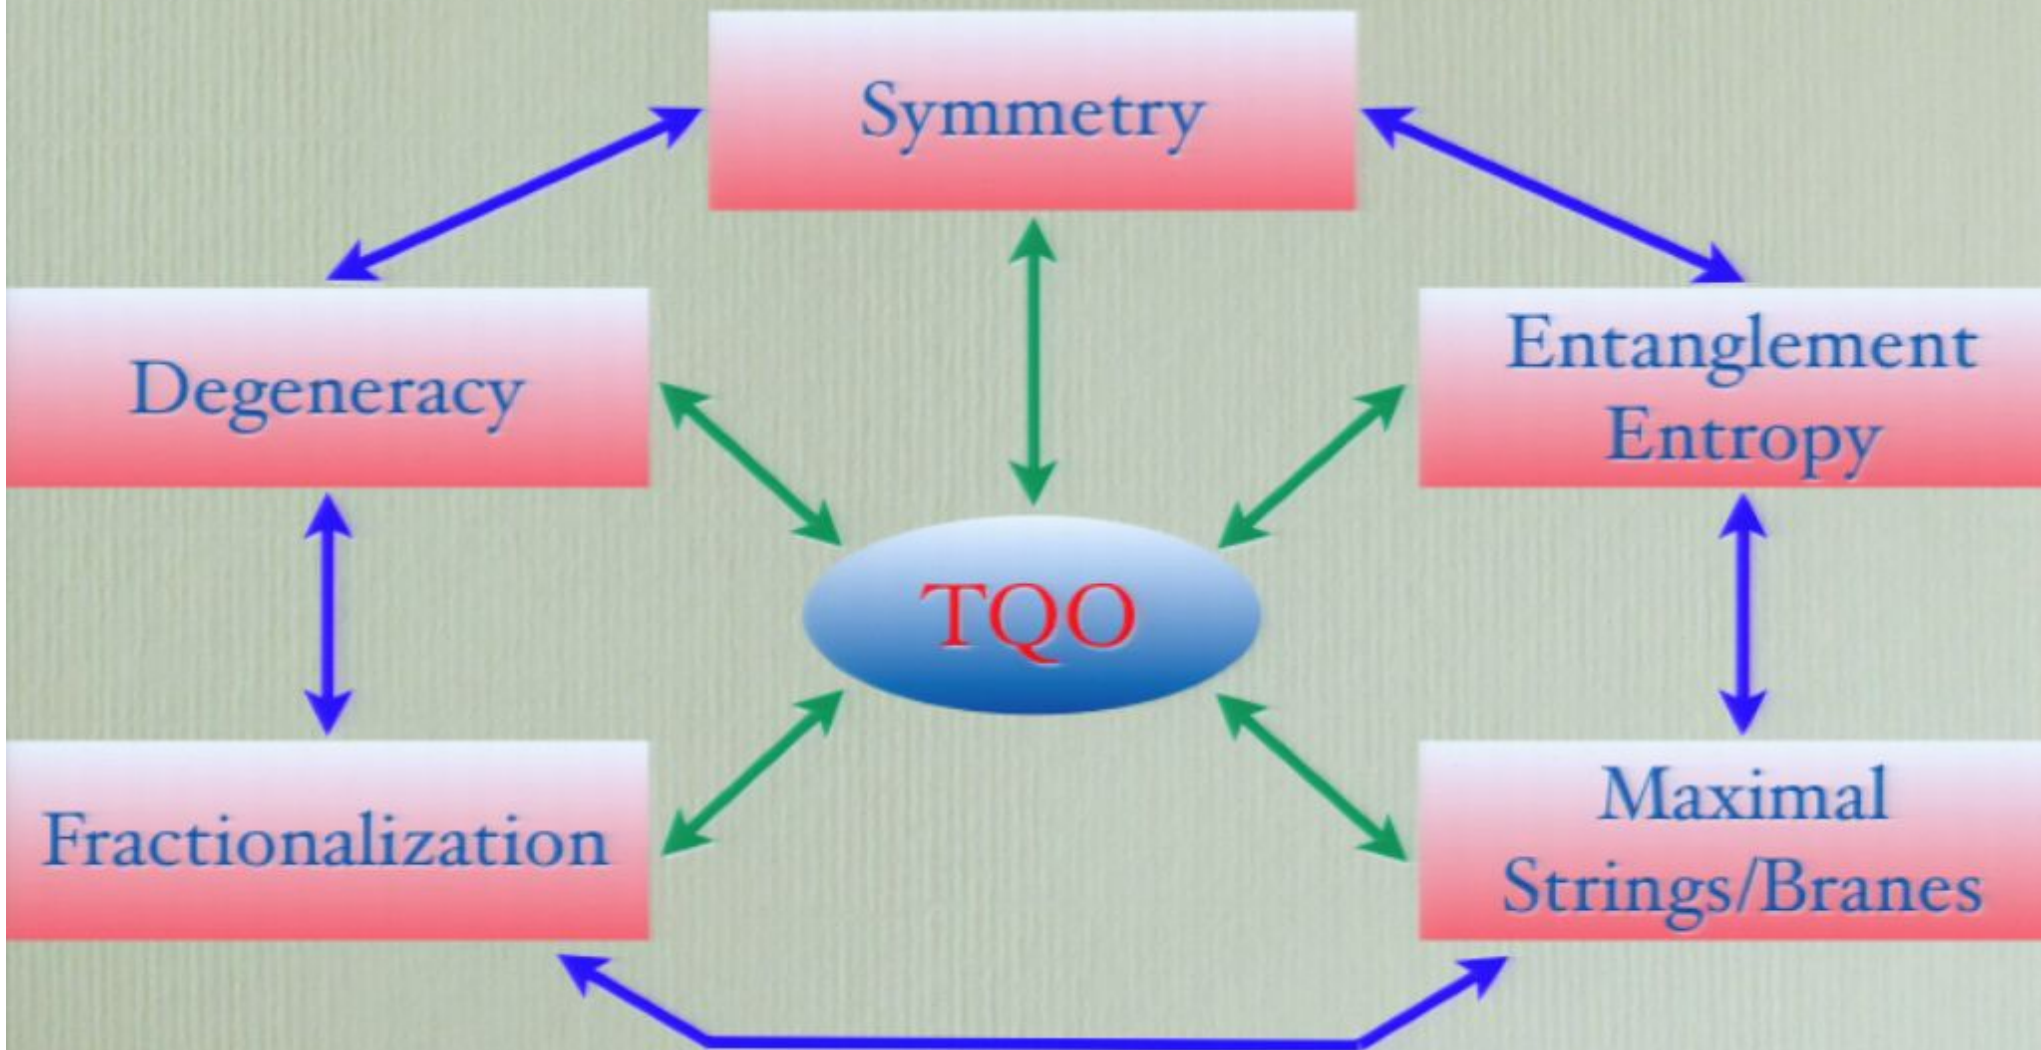 Symmetry
Degeneracy
Entanglement
Entropy
TQO
Fractionalization
Maximal
Strings/Branes